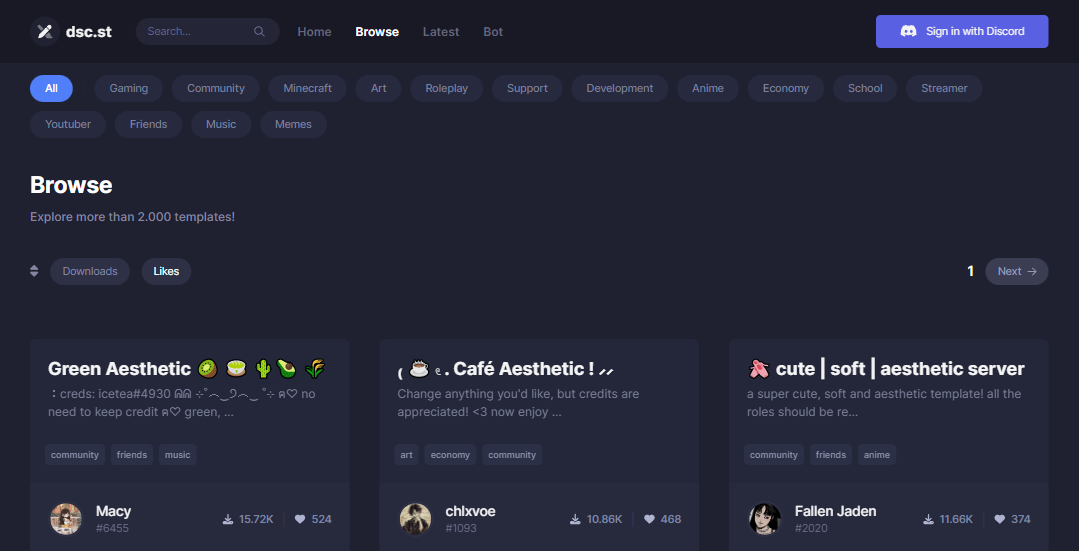 dsc.st Search... Home Browse Latest Bot Sign in with Discord
All Gaming Community Minecraft Art Roleplay Support Development Anime Economy School Streamer
Youtuber Friends Music Memes
Browse
Explore more than 2.000 templates!
Downloads Likes 1 Next →
Green Aesthetic 🥝 🍵 🌵 🥑 🌾
creds: icetea#4930 no
need to keep credit ฅ♡ green, ...
community friends music
Macy
#6455
15.72K 524
☕ . Café Aesthetic !
Change anything you'd like, but credits are
appreciated! <3 now enjoy ...
art economy community
chlxvoe
#1093
10.86K 468
🩰 cute | soft | aesthetic server
a super cute, soft and aesthetic template! all the
roles should be re...
community friends anime
Fallen Jaden
#2020
11.66K 374